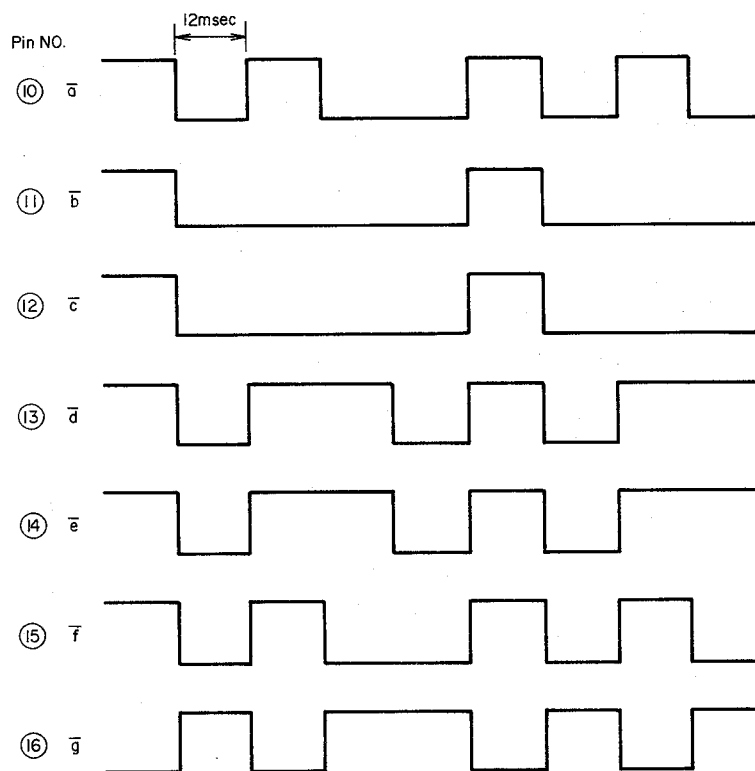 12msec
Pin NO.
⑩ a̅
⑪ b̅
⑫ c̅
⑬ d̅
⑭ e̅
⑮ f̅
⑯ g̅